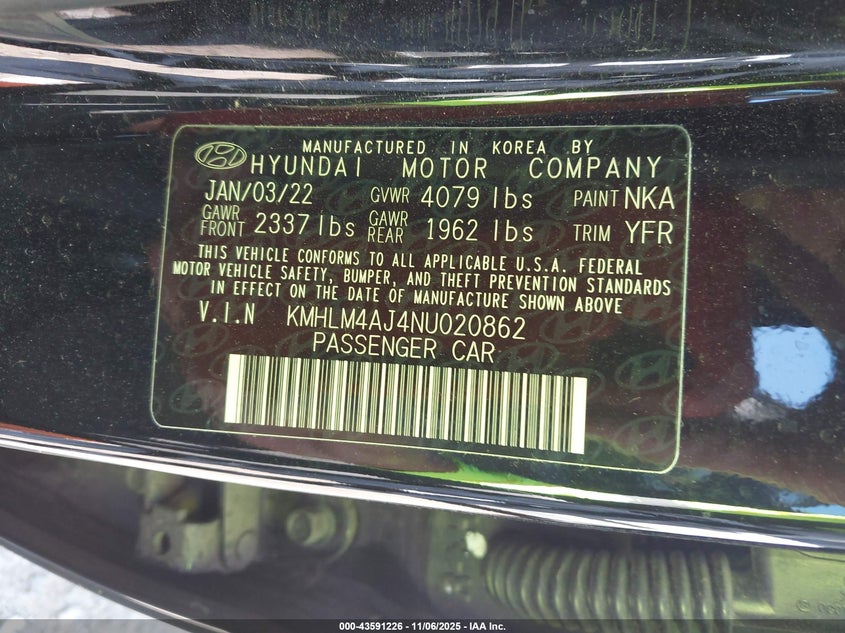 MANUFACTURED IN KOREA BY
HYUNDAI MOTOR COMPANY
JAN/03/22 GVWR 4079 lbs PAINT NKA
GAWR FRONT 2337 lbs GAWR REAR 1962 lbs TRIM YFR
THIS VEHICLE CONFORMS TO ALL APPLICABLE U.S.A. FEDERAL
MOTOR VEHICLE SAFETY, BUMPER, AND THEFT PREVENTION STANDARDS
IN EFFECT ON THE DATE OF MANUFACTURE SHOWN ABOVE
V.I.N KMHLM4AJ4NU020862
PASSENGER CAR
000-43591226 - 11/06/2025 - IAA Inc.